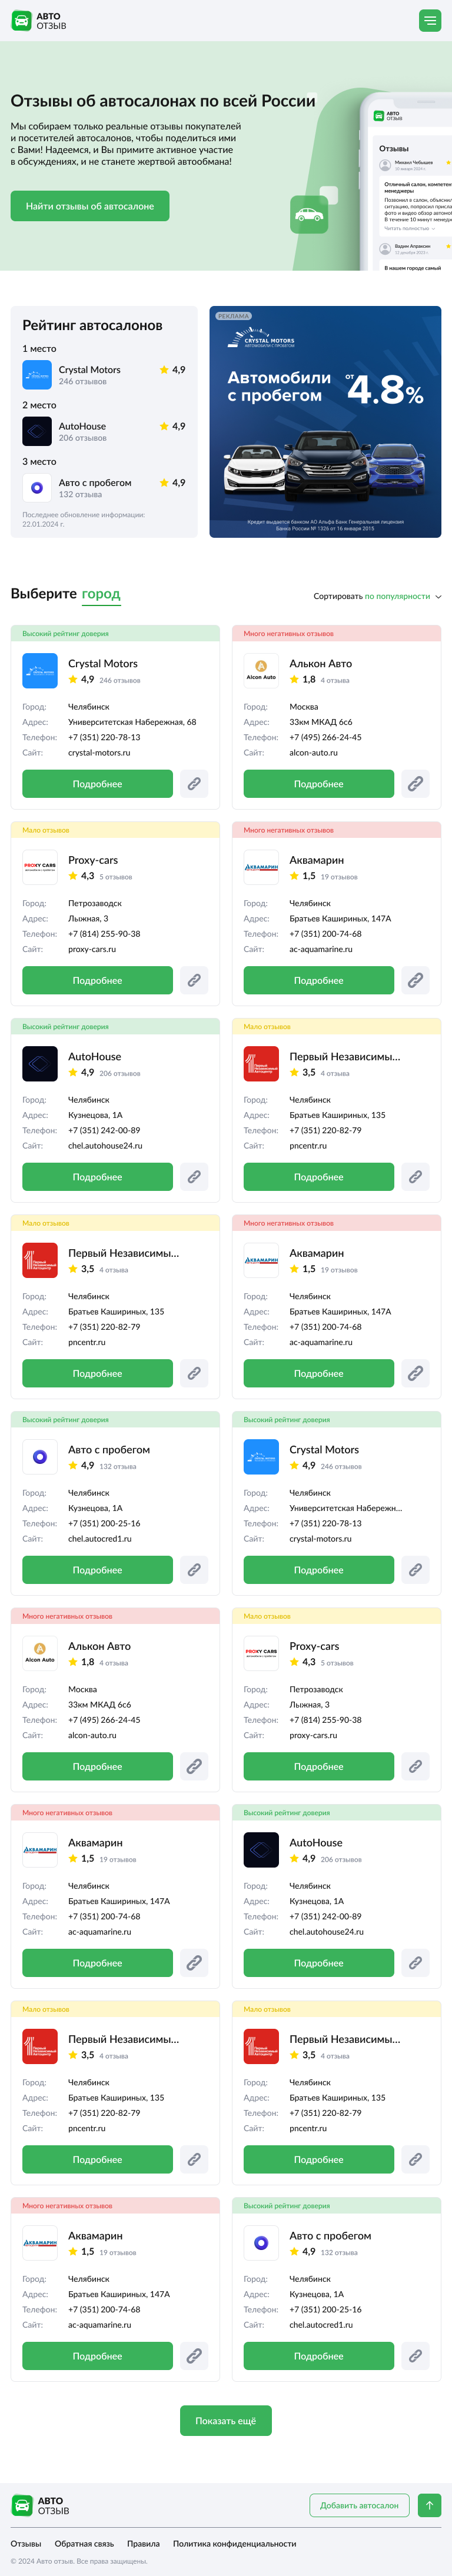 АВТО
ОТЗЫВ
Отзывы об автосалонах по всей России
Мы собираем только реальные отзывы покупателей
и посетителей автосалонов, чтобы поделиться ими
с Вами! Надеемся, и Вы примите активное участие
в обсуждениях, и не станете жертвой автообмана!
Найти отзывы об автосалоне
АВТО
ОТЗЫВ
Отзывы
Михаил Чебышев
Отличный салон, компетен
менеджеры
Читать полностью
Вадим Апраксин
В нашем городе самый
Рейтинг автосалонов
1 место
Crystal Motors
4,9
246 отзывов
2 место
AutoHouse
4,9
206 отзывов
3 место
Авто с пробегом
4,9
132 отзыва
Последнее обновление информации:
22.01.2024 г.
РЕКЛАМА
CRYSTAL MOTORS
АВТОМОБИЛИ С ПРОБЕГОМ
Автомобили
с пробегом
от
4.8%
Кредит выдается банком АО Альфа Банк Генеральная лицензия
Банка России № 1326 от 16 января 2015
Выберите город
Сортировать по популярности
Высокий рейтинг доверия
Crystal Motors
4,9 246 отзывов
Город: Челябинск
Адрес: Университетская Набережная, 68
Телефон: +7 (351) 220-78-13
Сайт: crystal-motors.ru
Подробнее
Много негативных отзывов
Alcon Auto
Алькон Авто
1,8 4 отзыва
Город: Москва
Адрес: 33км МКАД 6с6
Телефон: +7 (495) 266-24-45
Сайт: alcon-auto.ru
Подробнее
Мало отзывов
PROXY CARS
Proxy-cars
4,3 5 отзывов
Город: Петрозаводск
Адрес: Лыжная, 3
Телефон: +7 (814) 255-90-38
Сайт: proxy-cars.ru
Подробнее
Много негативных отзывов
АКВАМАРИН
Аквамарин
1,5 19 отзывов
Город: Челябинск
Адрес: Братьев Кашириных, 147А
Телефон: +7 (351) 200-74-68
Сайт: ac-aquamarine.ru
Подробнее
Высокий рейтинг доверия
AutoHouse
4,9 206 отзывов
Город: Челябинск
Адрес: Кузнецова, 1А
Телефон: +7 (351) 242-00-89
Сайт: chel.autohouse24.ru
Подробнее
Мало отзывов
Первый Независимы...
3,5 4 отзыва
Город: Челябинск
Адрес: Братьев Кашириных, 135
Телефон: +7 (351) 220-82-79
Сайт: pncentr.ru
Подробнее
Мало отзывов
Первый Независимы...
3,5 4 отзыва
Город: Челябинск
Адрес: Братьев Кашириных, 135
Телефон: +7 (351) 220-82-79
Сайт: pncentr.ru
Подробнее
Много негативных отзывов
АКВАМАРИН
Аквамарин
1,5 19 отзывов
Город: Челябинск
Адрес: Братьев Кашириных, 147А
Телефон: +7 (351) 200-74-68
Сайт: ac-aquamarine.ru
Подробнее
Высокий рейтинг доверия
Авто с пробегом
4,9 132 отзыва
Город: Челябинск
Адрес: Кузнецова, 1А
Телефон: +7 (351) 200-25-16
Сайт: chel.autocred1.ru
Подробнее
Высокий рейтинг доверия
Crystal Motors
4,9 246 отзывов
Город: Челябинск
Адрес: Университетская Набережн...
Телефон: +7 (351) 220-78-13
Сайт: crystal-motors.ru
Подробнее
Много негативных отзывов
Alcon Auto
Алькон Авто
1,8 4 отзыва
Город: Москва
Адрес: 33км МКАД 6с6
Телефон: +7 (495) 266-24-45
Сайт: alcon-auto.ru
Подробнее
Мало отзывов
PROXY CARS
Proxy-cars
4,3 5 отзывов
Город: Петрозаводск
Адрес: Лыжная, 3
Телефон: +7 (814) 255-90-38
Сайт: proxy-cars.ru
Подробнее
Много негативных отзывов
АКВАМАРИН
Аквамарин
1,5 19 отзывов
Город: Челябинск
Адрес: Братьев Кашириных, 147А
Телефон: +7 (351) 200-74-68
Сайт: ac-aquamarine.ru
Подробнее
Высокий рейтинг доверия
AutoHouse
4,9 206 отзывов
Город: Челябинск
Адрес: Кузнецова, 1А
Телефон: +7 (351) 242-00-89
Сайт: chel.autohouse24.ru
Подробнее
Мало отзывов
Первый Независимы...
3,5 4 отзыва
Город: Челябинск
Адрес: Братьев Кашириных, 135
Телефон: +7 (351) 220-82-79
Сайт: pncentr.ru
Подробнее
Мало отзывов
Первый Независимы...
3,5 4 отзыва
Город: Челябинск
Адрес: Братьев Кашириных, 135
Телефон: +7 (351) 220-82-79
Сайт: pncentr.ru
Подробнее
Много негативных отзывов
АКВАМАРИН
Аквамарин
1,5 19 отзывов
Город: Челябинск
Адрес: Братьев Кашириных, 147А
Телефон: +7 (351) 200-74-68
Сайт: ac-aquamarine.ru
Подробнее
Высокий рейтинг доверия
Авто с пробегом
4,9 132 отзыва
Город: Челябинск
Адрес: Кузнецова, 1А
Телефон: +7 (351) 200-25-16
Сайт: chel.autocred1.ru
Подробнее
Показать ещё
АВТО
ОТЗЫВ
Добавить автосалон
Отзывы Обратная связь Правила Политика конфиденциальности
© 2024 Авто отзыв. Все права защищены.